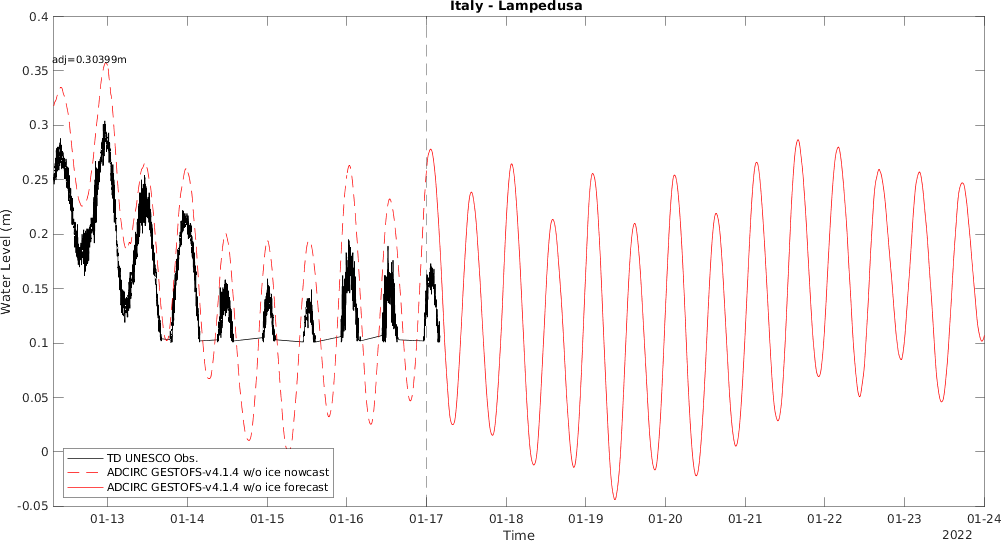 Italy - Lampedusa
0.4
adj=0.30399m
0.35
0.3
0.25
0.2
0.15
0.1
0.05
0
-0.05
Water Level (m)
TD UNESCO Obs.
ADCIRC GESTOFS-v4.1.4 w/o ice nowcast
ADCIRC GESTOFS-v4.1.4 w/o ice forecast
01-13 01-14 01-15 01-16 01-17 01-18 01-19 01-20 01-21 01-22 01-23 01-24
Time
2022